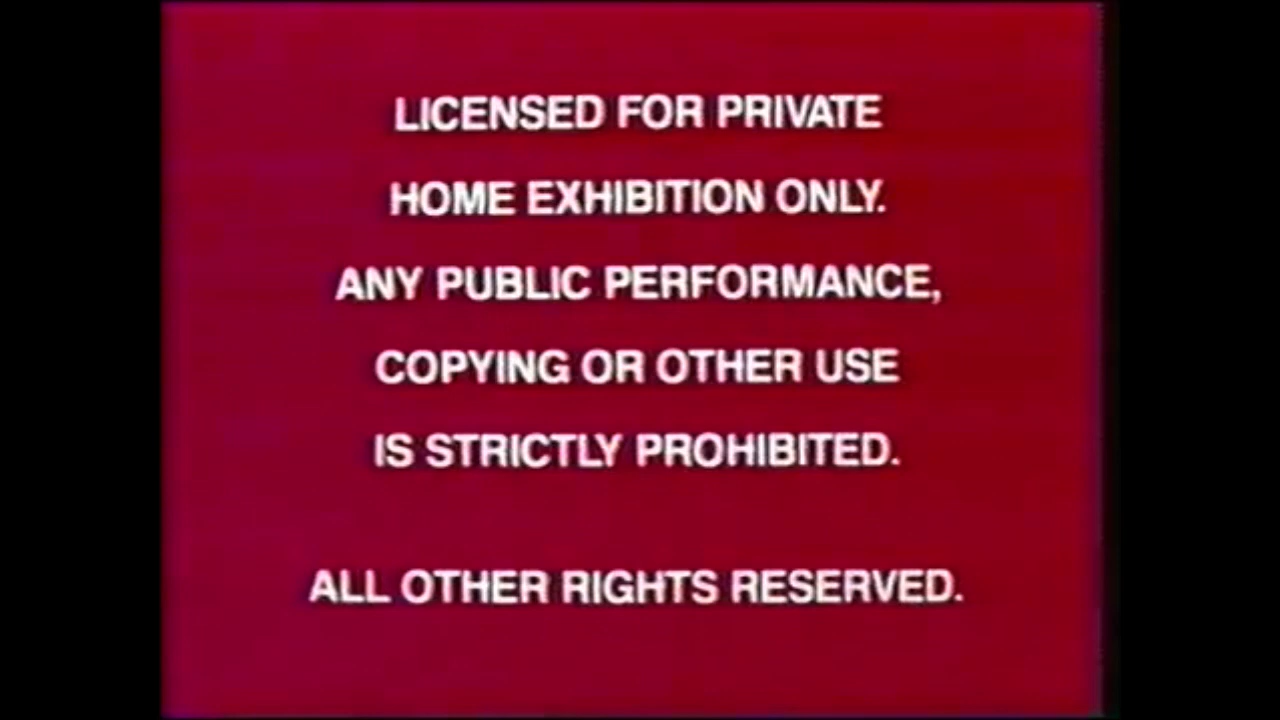 LICENSED FOR PRIVATE
HOME EXHIBITION ONLY.
ANY PUBLIC PERFORMANCE,
COPYING OR OTHER USE
IS STRICTLY PROHIBITED.
ALL OTHER RIGHTS RESERVED.